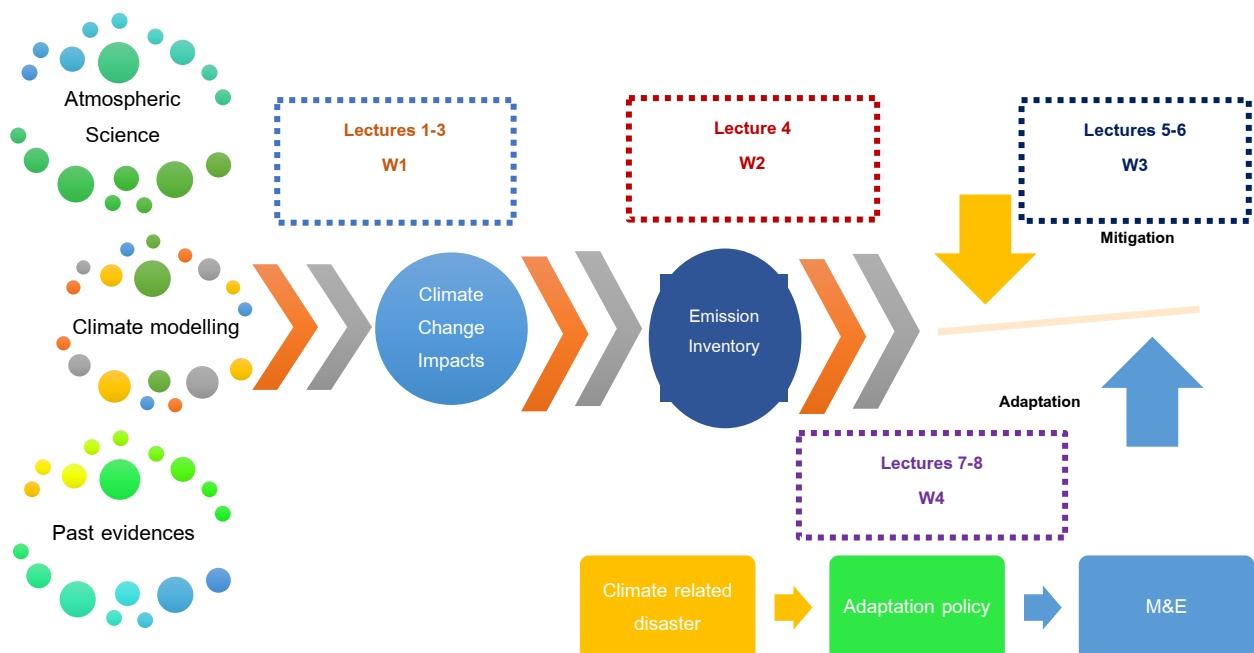 Atmospheric
Science
Lectures 1-3
W1
Lecture 4
W2
Lectures 5-6
W3
Mitigation
Climate modelling
Climate
Change
Impacts
Emission
Inventory
Adaptation
Lectures 7-8
W4
Past evidences
Climate related
disaster
Adaptation policy
M&E